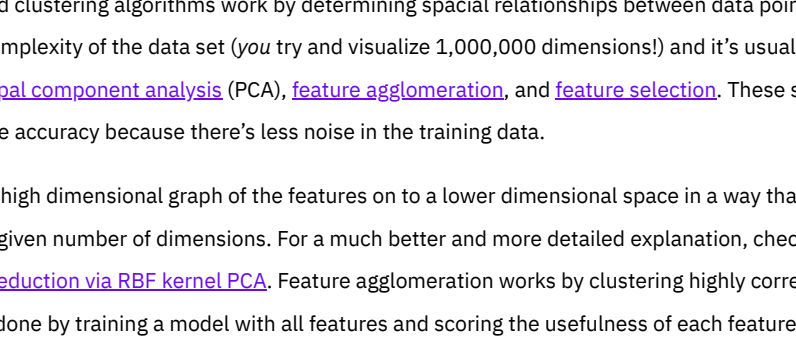 d clustering algorithms work by determining spacial relationships between data poin
mplexity of the data set (you try and visualize 1,000,000 dimensions!) and it's usual
pal component analysis (PCA), feature agglomeration, and feature selection. These s
e accuracy because there's less noise in the training data.
high dimensional graph of the features on to a lower dimensional space in a way tha
given number of dimensions. For a much better and more detailed explanation, chec
eduction via RBF kernel PCA. Feature agglomeration works by clustering highly corre
done by training a model with all features and scoring the usefulness of each feature